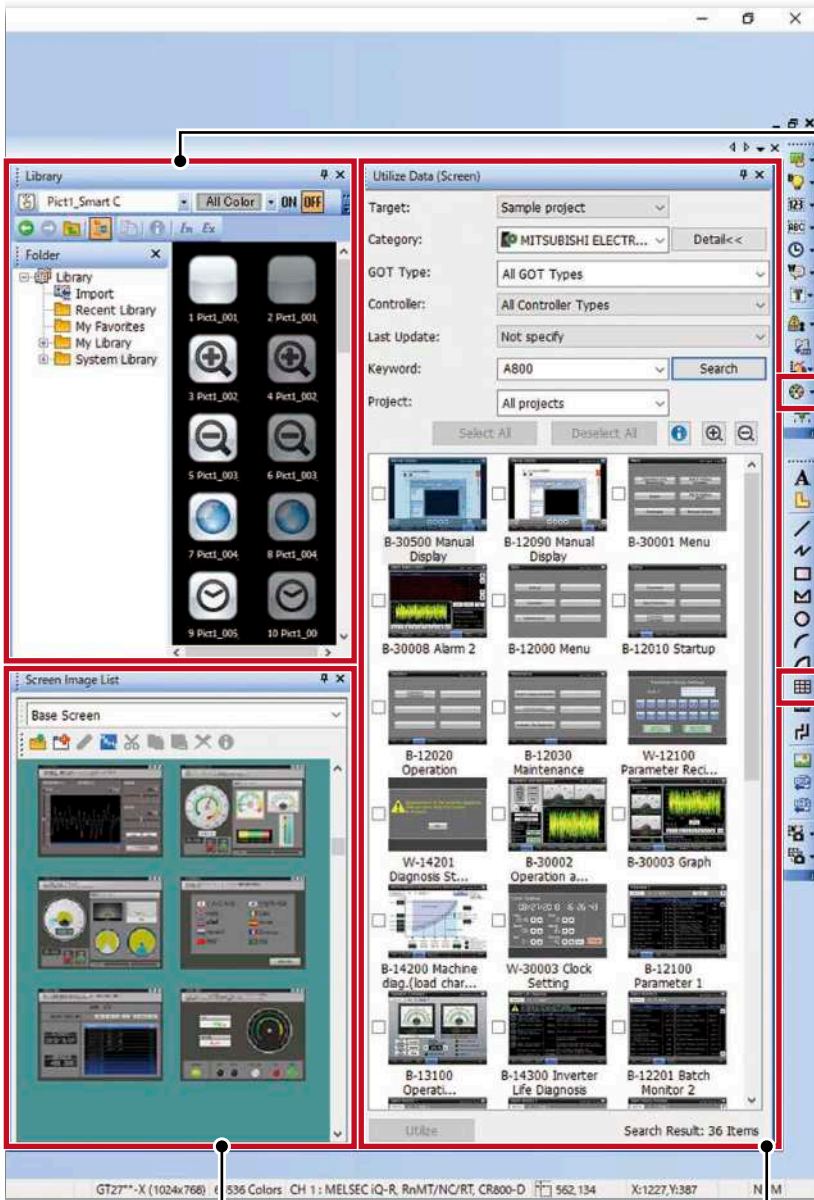 Library
Pict1_Smart C
All Color
ON
OFF
Folder
Library
Import
Recent Library
My Favorites
My Library
System Library
1 Pict1_001,
2 Pict1_001,
3 Pict1_002,
4 Pict1_002,
5 Pict1_003,
6 Pict1_003,
7 Pict1_004,
8 Pict1_004,
9 Pict1_005,
10 Pict1_00
Screen Image List
Base Screen
Utilize Data (Screen)
Target:
Sample project
Category:
MITSUBISHI ELECTR...
Detail<<
GOT Type:
All GOT Types
Controller:
All Controller Types
Last Update:
Not specify
Keyword:
A800
Search
Project:
All projects
Select All
Deselect All
B-30500 Manual
Display
B-12090 Manual
Display
B-30001 Menu
B-30008 Alarm 2
B-12000 Menu
B-12010 Startup
B-12020
Operation
B-12030
Maintenance
W-12100
Parameter Reci...
W-14201
Diagnosis St...
B-30002
Operation a...
B-30003 Graph
B-14200 Machine
diag.(load char...
W-30003 Clock
Setting
B-12100
Parameter 1
B-13100
Operati...
B-14300 Inverter
Life Diagnosis
B-12201 Batch
Monitor 2
Utilize
Search Result: 36 Items
123
ABC
T
A
GT27**-X (1024x768)
536 Colors
CH 1 : MELSEC iQ-R, RnMT/NC/RT, CR800-D
562,134
X:1227,Y:387